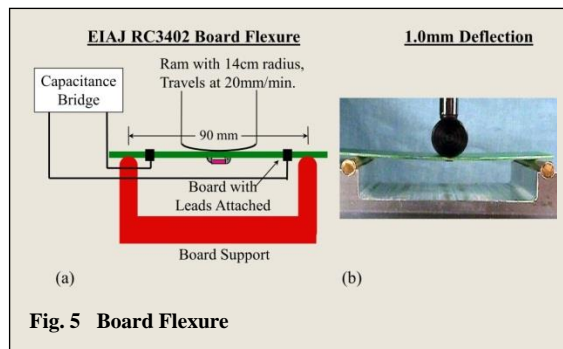 EIAJ RC3402 Board Flexure
1.0mm Deflection
Ram with 14cm radius,
Travels at 20mm/min.
Capacitance
Bridge
90 mm
Board with
Leads Attached
Board Support
(a)
(b)
Fig. 5 Board Flexure